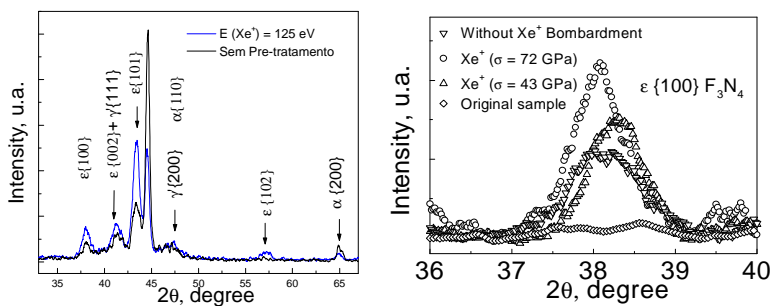 E (Xe⁺) = 125 eV
Sem Pre-tratamento
ε{100}
ε {002}+ γ'{111}
ε{101}
α{110}
γ'{200}
ε {102}
α {200}
Intensity, u.a.
35 40 45 50 55 60 65
2θ, degree
Without Xe⁺ Bombardment
Xe⁺ (σ = 72 GPa)
Xe⁺ (σ = 43 GPa)
Original sample
ε {100} F₃N₄
Intensity, u.a.
36 37 38 39 40
2θ, degree